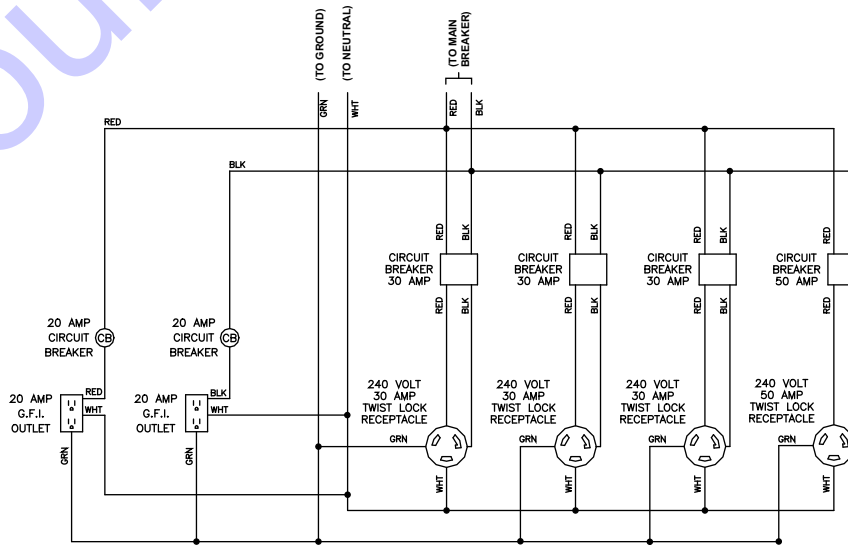 (TO GROUND)
(TO NEUTRAL)
(TO MAIN
BREAKER)
GRN
WHT
RED
BLK
RED
BLK
RED
BLK
RED
BLK
RED
BLK
RED
CIRCUIT
BREAKER
30 AMP
CIRCUIT
BREAKER
30 AMP
CIRCUIT
BREAKER
30 AMP
CIRCUIT
BREAKER
50 AMP
RED
BLK
RED
BLK
RED
BLK
RED
20 AMP
CIRCUIT
BREAKER
CB
20 AMP
CIRCUIT
BREAKER
CB
20 AMP
G.F.I.
OUTLET
RED
WHT
GRN
20 AMP
G.F.I.
OUTLET
BLK
WHT
GRN
240 VOLT
30 AMP
TWIST LOCK
RECEPTACLE
240 VOLT
30 AMP
TWIST LOCK
RECEPTACLE
240 VOLT
30 AMP
TWIST LOCK
RECEPTACLE
240 VOLT
50 AMP
TWIST LOCK
RECEPTACLE
GRN
GRN
GRN
GRN
WHT
WHT
WHT
WHT